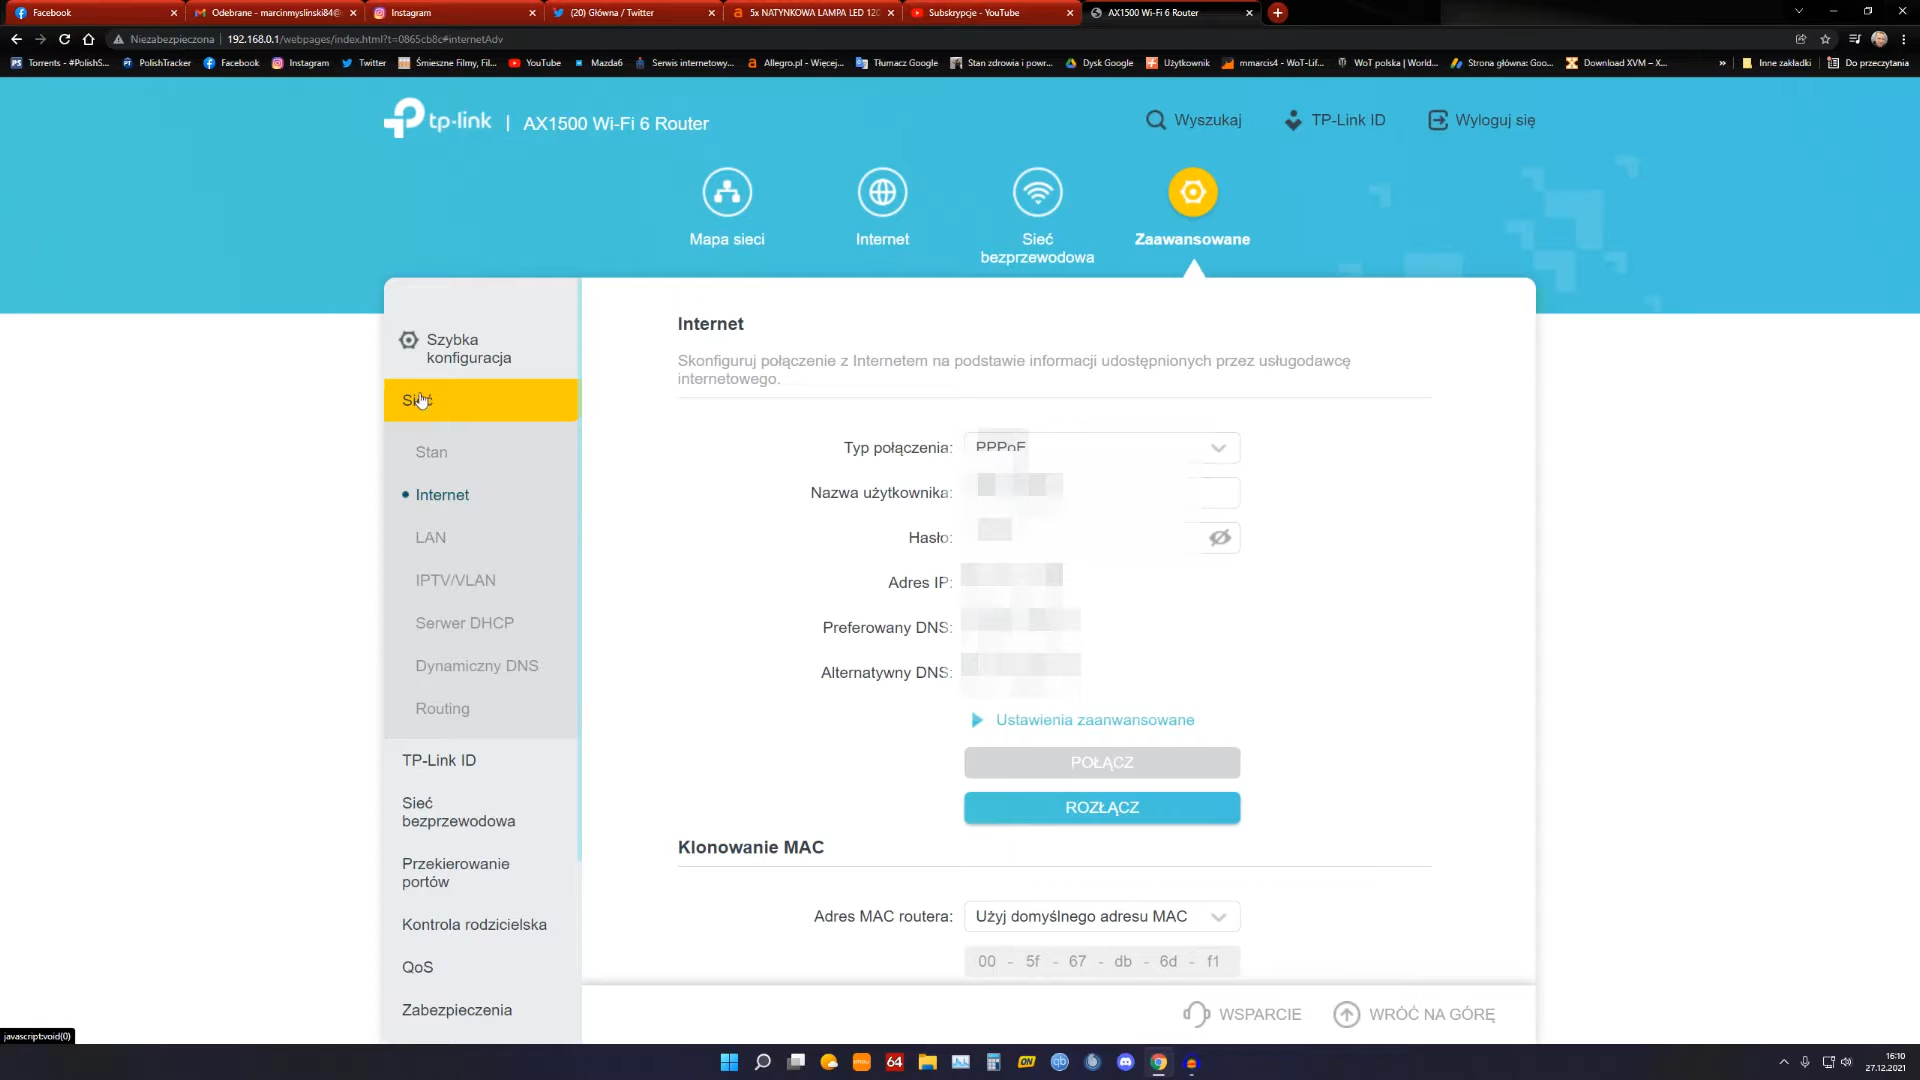 Facebook
Odebrane - marcinmyslinski84@
Instagram
(20) Główna / Twitter
5x NATYNKOWA LAMPA LED 120
Subskrypcje - YouTube
AX1500 Wi-Fi 6 Router
Niezabezpieczona 192.168.0.1/webpages/index.html?t=0865cb8c#internetAdv
Torrents - #PolishS...
PolishTracker
Facebook
Instagram
Twitter
Śmieszne Filmy, Fil...
YouTube
Mazda6
Serwis internetowy...
Allegro.pl - Więcej...
Tłumacz Google
Stan zdrowia i powr...
Dysk Google
Użytkownik
mmarcis4 - WoT-Lif...
WoT polska | World...
Strona główna: Goo...
Download XVM – X...
»
Inne zakładki
Do przeczytania
tp-link | AX1500 Wi-Fi 6 Router
Wyszukaj
TP-Link ID
Wyloguj się
Mapa sieci
Internet
Sieć
bezprzewodowa
Zaawansowane
Szybka
konfiguracja
Sieć
Stan
Internet
LAN
IPTV/VLAN
Serwer DHCP
Dynamiczny DNS
Routing
TP-Link ID
Sieć
bezprzewodowa
Przekierowanie
portów
Kontrola rodzicielska
QoS
Zabezpieczenia
Internet
Skonfiguruj połączenie z Internetem na podstawie informacji udostępnionych przez usługodawcę
internetowego.
Typ połączenia: PPPoE
Nazwa użytkownika:
Hasło:
Adres IP:
Preferowany DNS:
Alternatywny DNS:
Ustawienia zaanwansowane
POŁĄCZ
ROZŁĄCZ
Klonowanie MAC
Adres MAC routera: Użyj domyślnego adresu MAC
00 - 5f - 67 - db - 6d - f1
WSPARCIE
WRÓĆ NA GÓRĘ
javascript:void(0)
64
ON
qb
16:10
27.12.2021